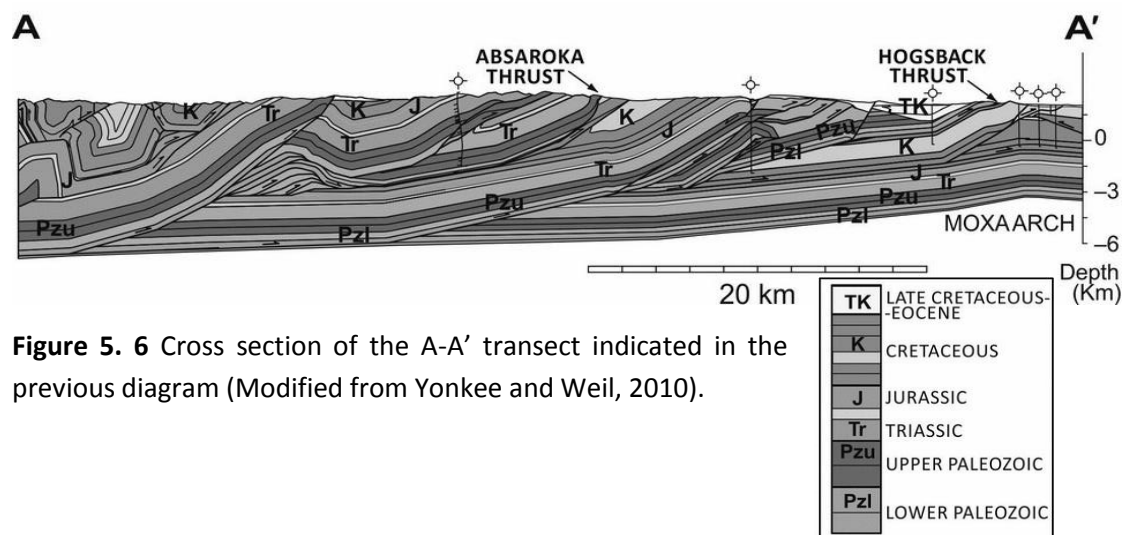 A A’
ABSAROKA
THRUST
HOGSBACK
THRUST
K Tr K J Tr K J Pzu TK
Pzl K
0
J Tr J
Tr
Pzu Pzu Pzu
Pzl Pzl
–3
MOXA ARCH
–6
20 km
Depth
(Km)
TK LATE CRETACEOUS-
-EOCENE
K CRETACEOUS
J JURASSIC
Tr TRIASSIC
Pzu UPPER PALEOZOIC
Pzl LOWER PALEOZOIC
Figure 5. 6 Cross section of the A-A’ transect indicated in the
previous diagram (Modified from Yonkee and Weil, 2010).